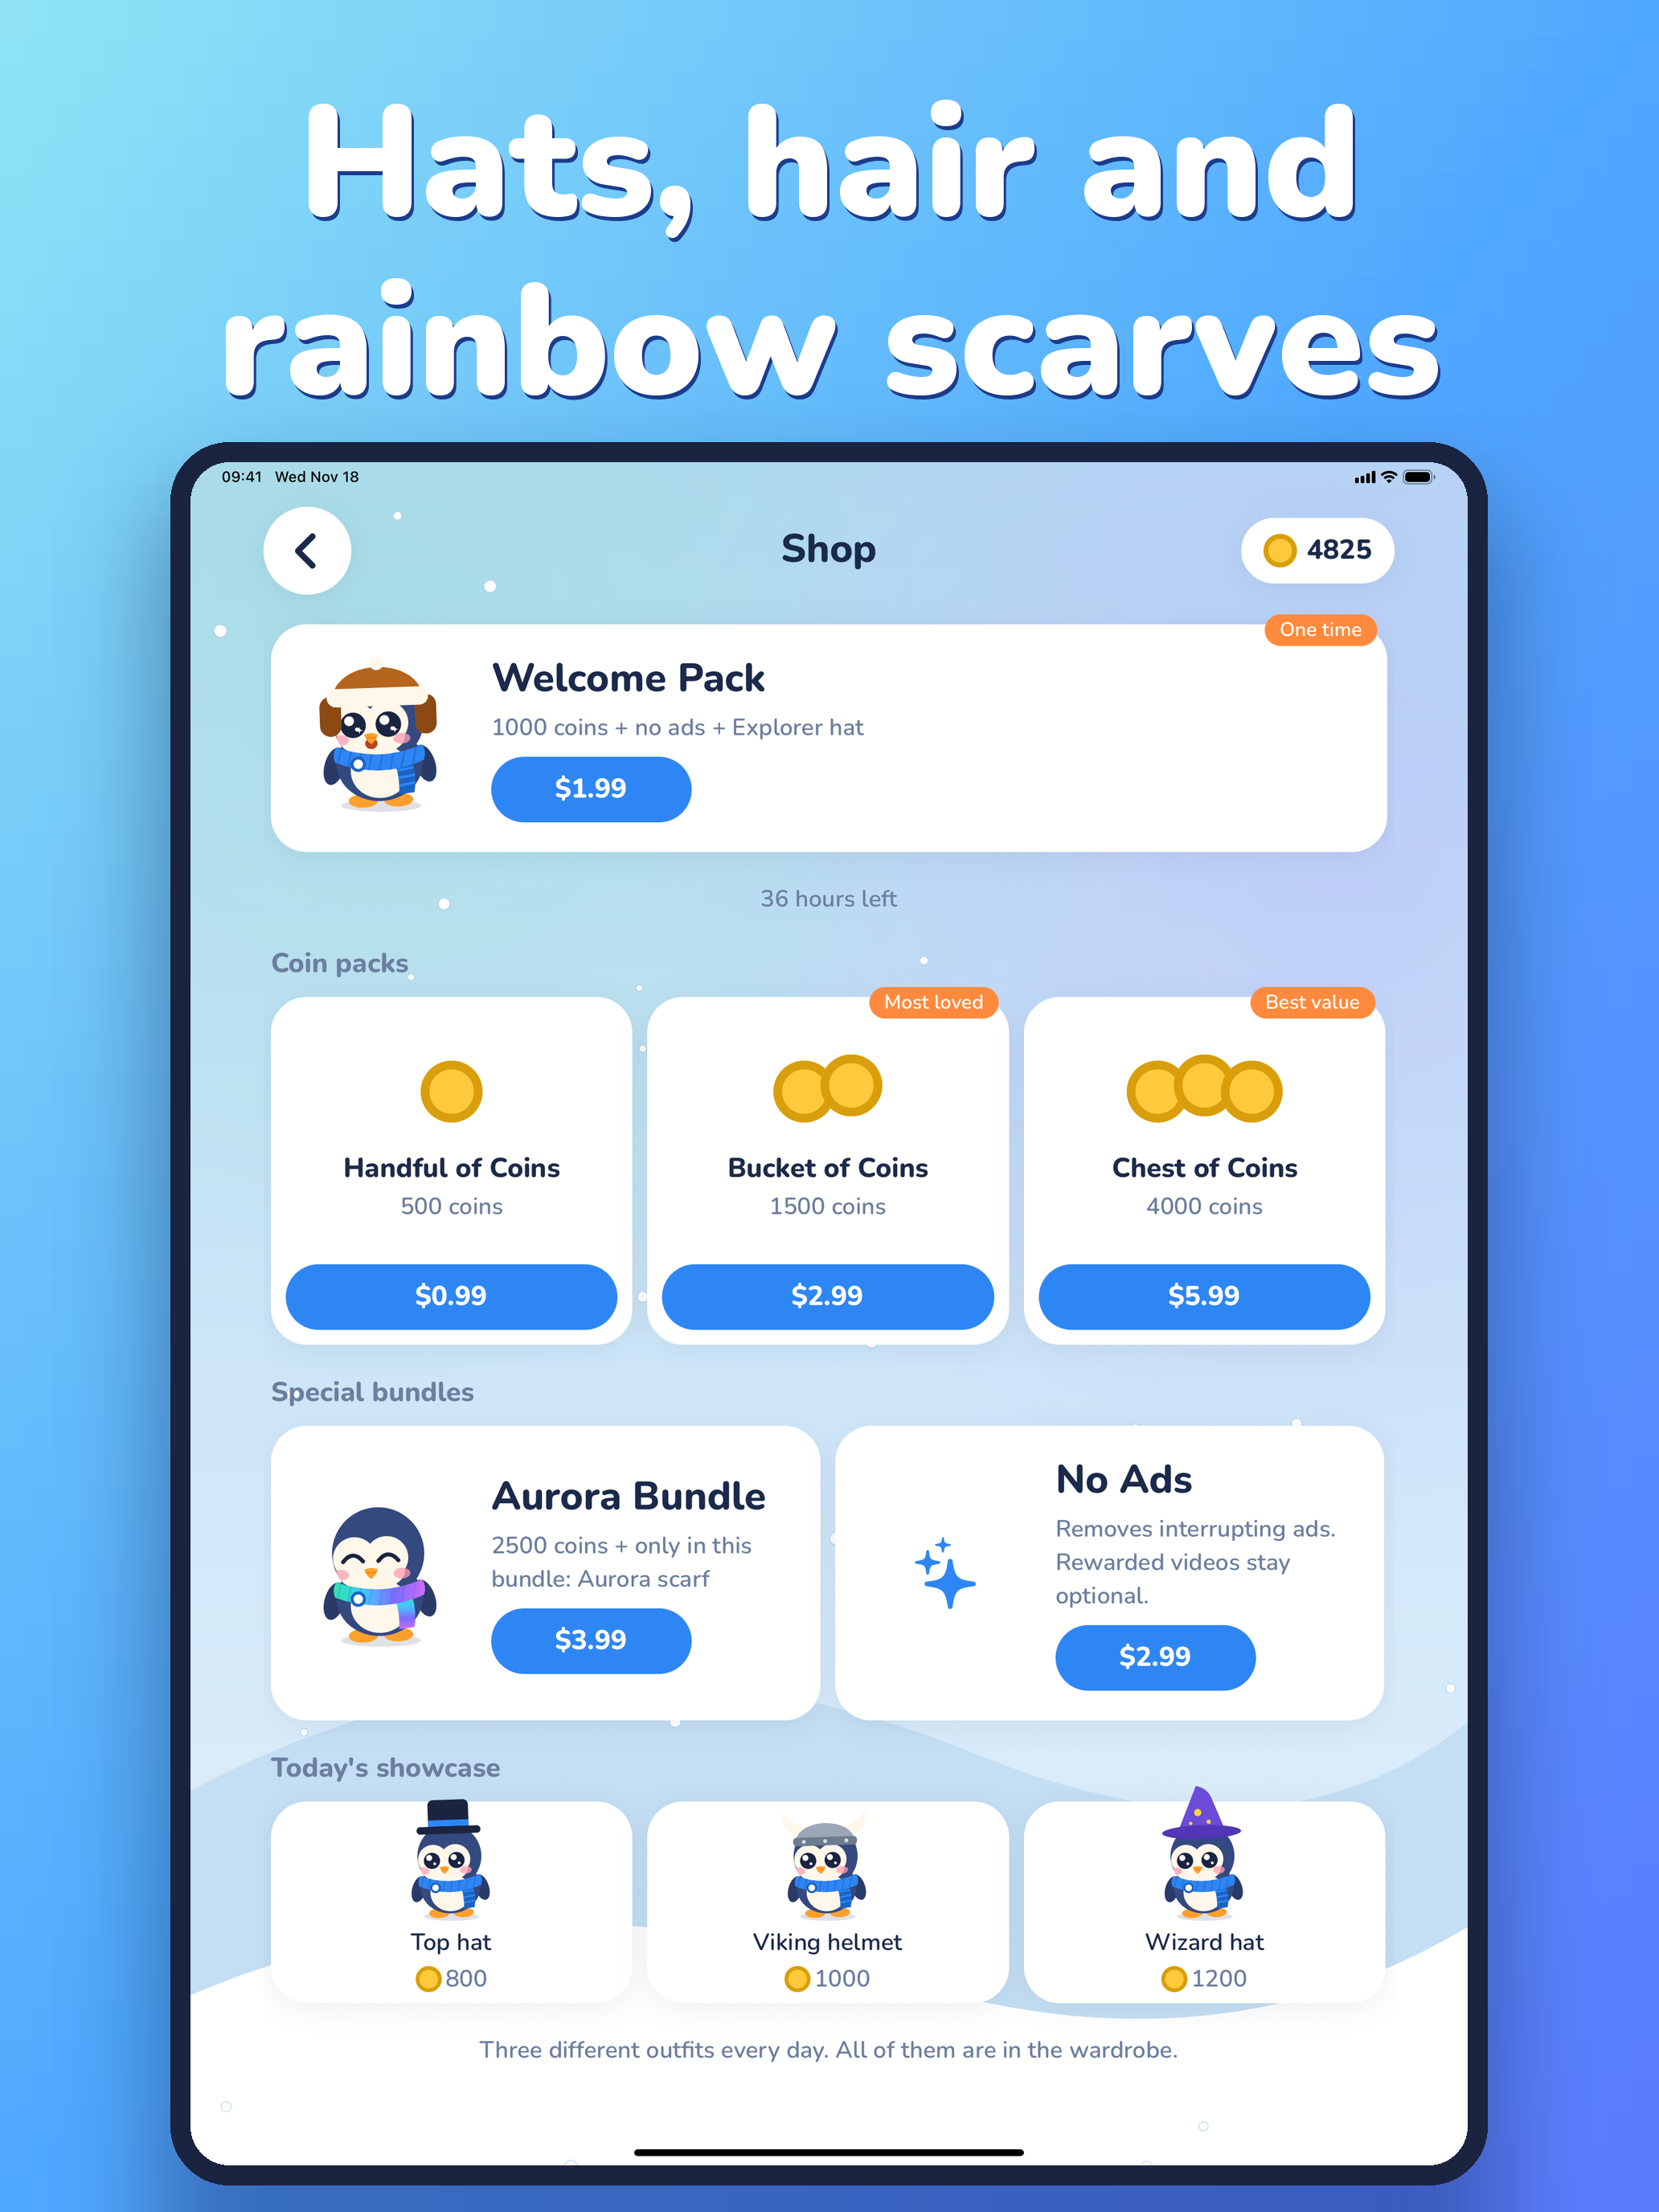 Hats, hair and
rainbow scarves
09:41 Wed Nov 18
Shop
4825
One time
Welcome Pack
1000 coins + no ads + Explorer hat
$1.99
36 hours left
Coin packs
Most loved
Best value
Handful of Coins
500 coins
$0.99
Bucket of Coins
1500 coins
$2.99
Chest of Coins
4000 coins
$5.99
Special bundles
Aurora Bundle
2500 coins + only in this
bundle: Aurora scarf
$3.99
No Ads
Removes interrupting ads.
Rewarded videos stay
optional.
$2.99
Today's showcase
Top hat
800
Viking helmet
1000
Wizard hat
1200
Three different outfits every day. All of them are in the wardrobe.